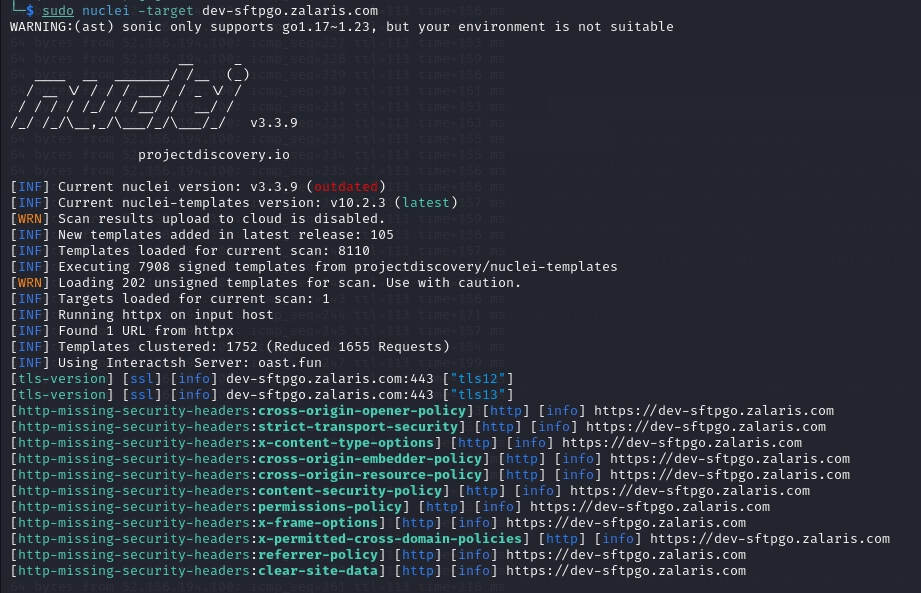 └─$ sudo nuclei -target dev-sftpgo.zalaris.com
WARNING:(ast) sonic only supports go1.17~1.23, but your environment is not suitable
v3.3.9
projectdiscovery.io
[INF] Current nuclei version: v3.3.9 (outdated)
[INF] Current nuclei-templates version: v10.2.3 (latest)
[WRN] Scan results upload to cloud is disabled.
[INF] New templates added in latest release: 105
[INF] Templates loaded for current scan: 8110
[INF] Executing 7908 signed templates from projectdiscovery/nuclei-templates
[WRN] Loading 202 unsigned templates for scan. Use with caution.
[INF] Targets loaded for current scan: 1
[INF] Running httpx on input host
[INF] Found 1 URL from httpx
[INF] Templates clustered: 1752 (Reduced 1655 Requests)
[INF] Using Interactsh Server: oast.fun
[tls-version] [ssl] [info] dev-sftpgo.zalaris.com:443 ["tls12"]
[tls-version] [ssl] [info] dev-sftpgo.zalaris.com:443 ["tls13"]
[http-missing-security-headers:cross-origin-opener-policy] [http] [info] https://dev-sftpgo.zalaris.com
[http-missing-security-headers:strict-transport-security] [http] [info] https://dev-sftpgo.zalaris.com
[http-missing-security-headers:x-content-type-options] [http] [info] https://dev-sftpgo.zalaris.com
[http-missing-security-headers:cross-origin-embedder-policy] [http] [info] https://dev-sftpgo.zalaris.com
[http-missing-security-headers:cross-origin-resource-policy] [http] [info] https://dev-sftpgo.zalaris.com
[http-missing-security-headers:content-security-policy] [http] [info] https://dev-sftpgo.zalaris.com
[http-missing-security-headers:permissions-policy] [http] [info] https://dev-sftpgo.zalaris.com
[http-missing-security-headers:x-frame-options] [http] [info] https://dev-sftpgo.zalaris.com
[http-missing-security-headers:x-permitted-cross-domain-policies] [http] [info] https://dev-sftpgo.zalaris.com
[http-missing-security-headers:referrer-policy] [http] [info] https://dev-sftpgo.zalaris.com
[http-missing-security-headers:clear-site-data] [http] [info] https://dev-sftpgo.zalaris.com